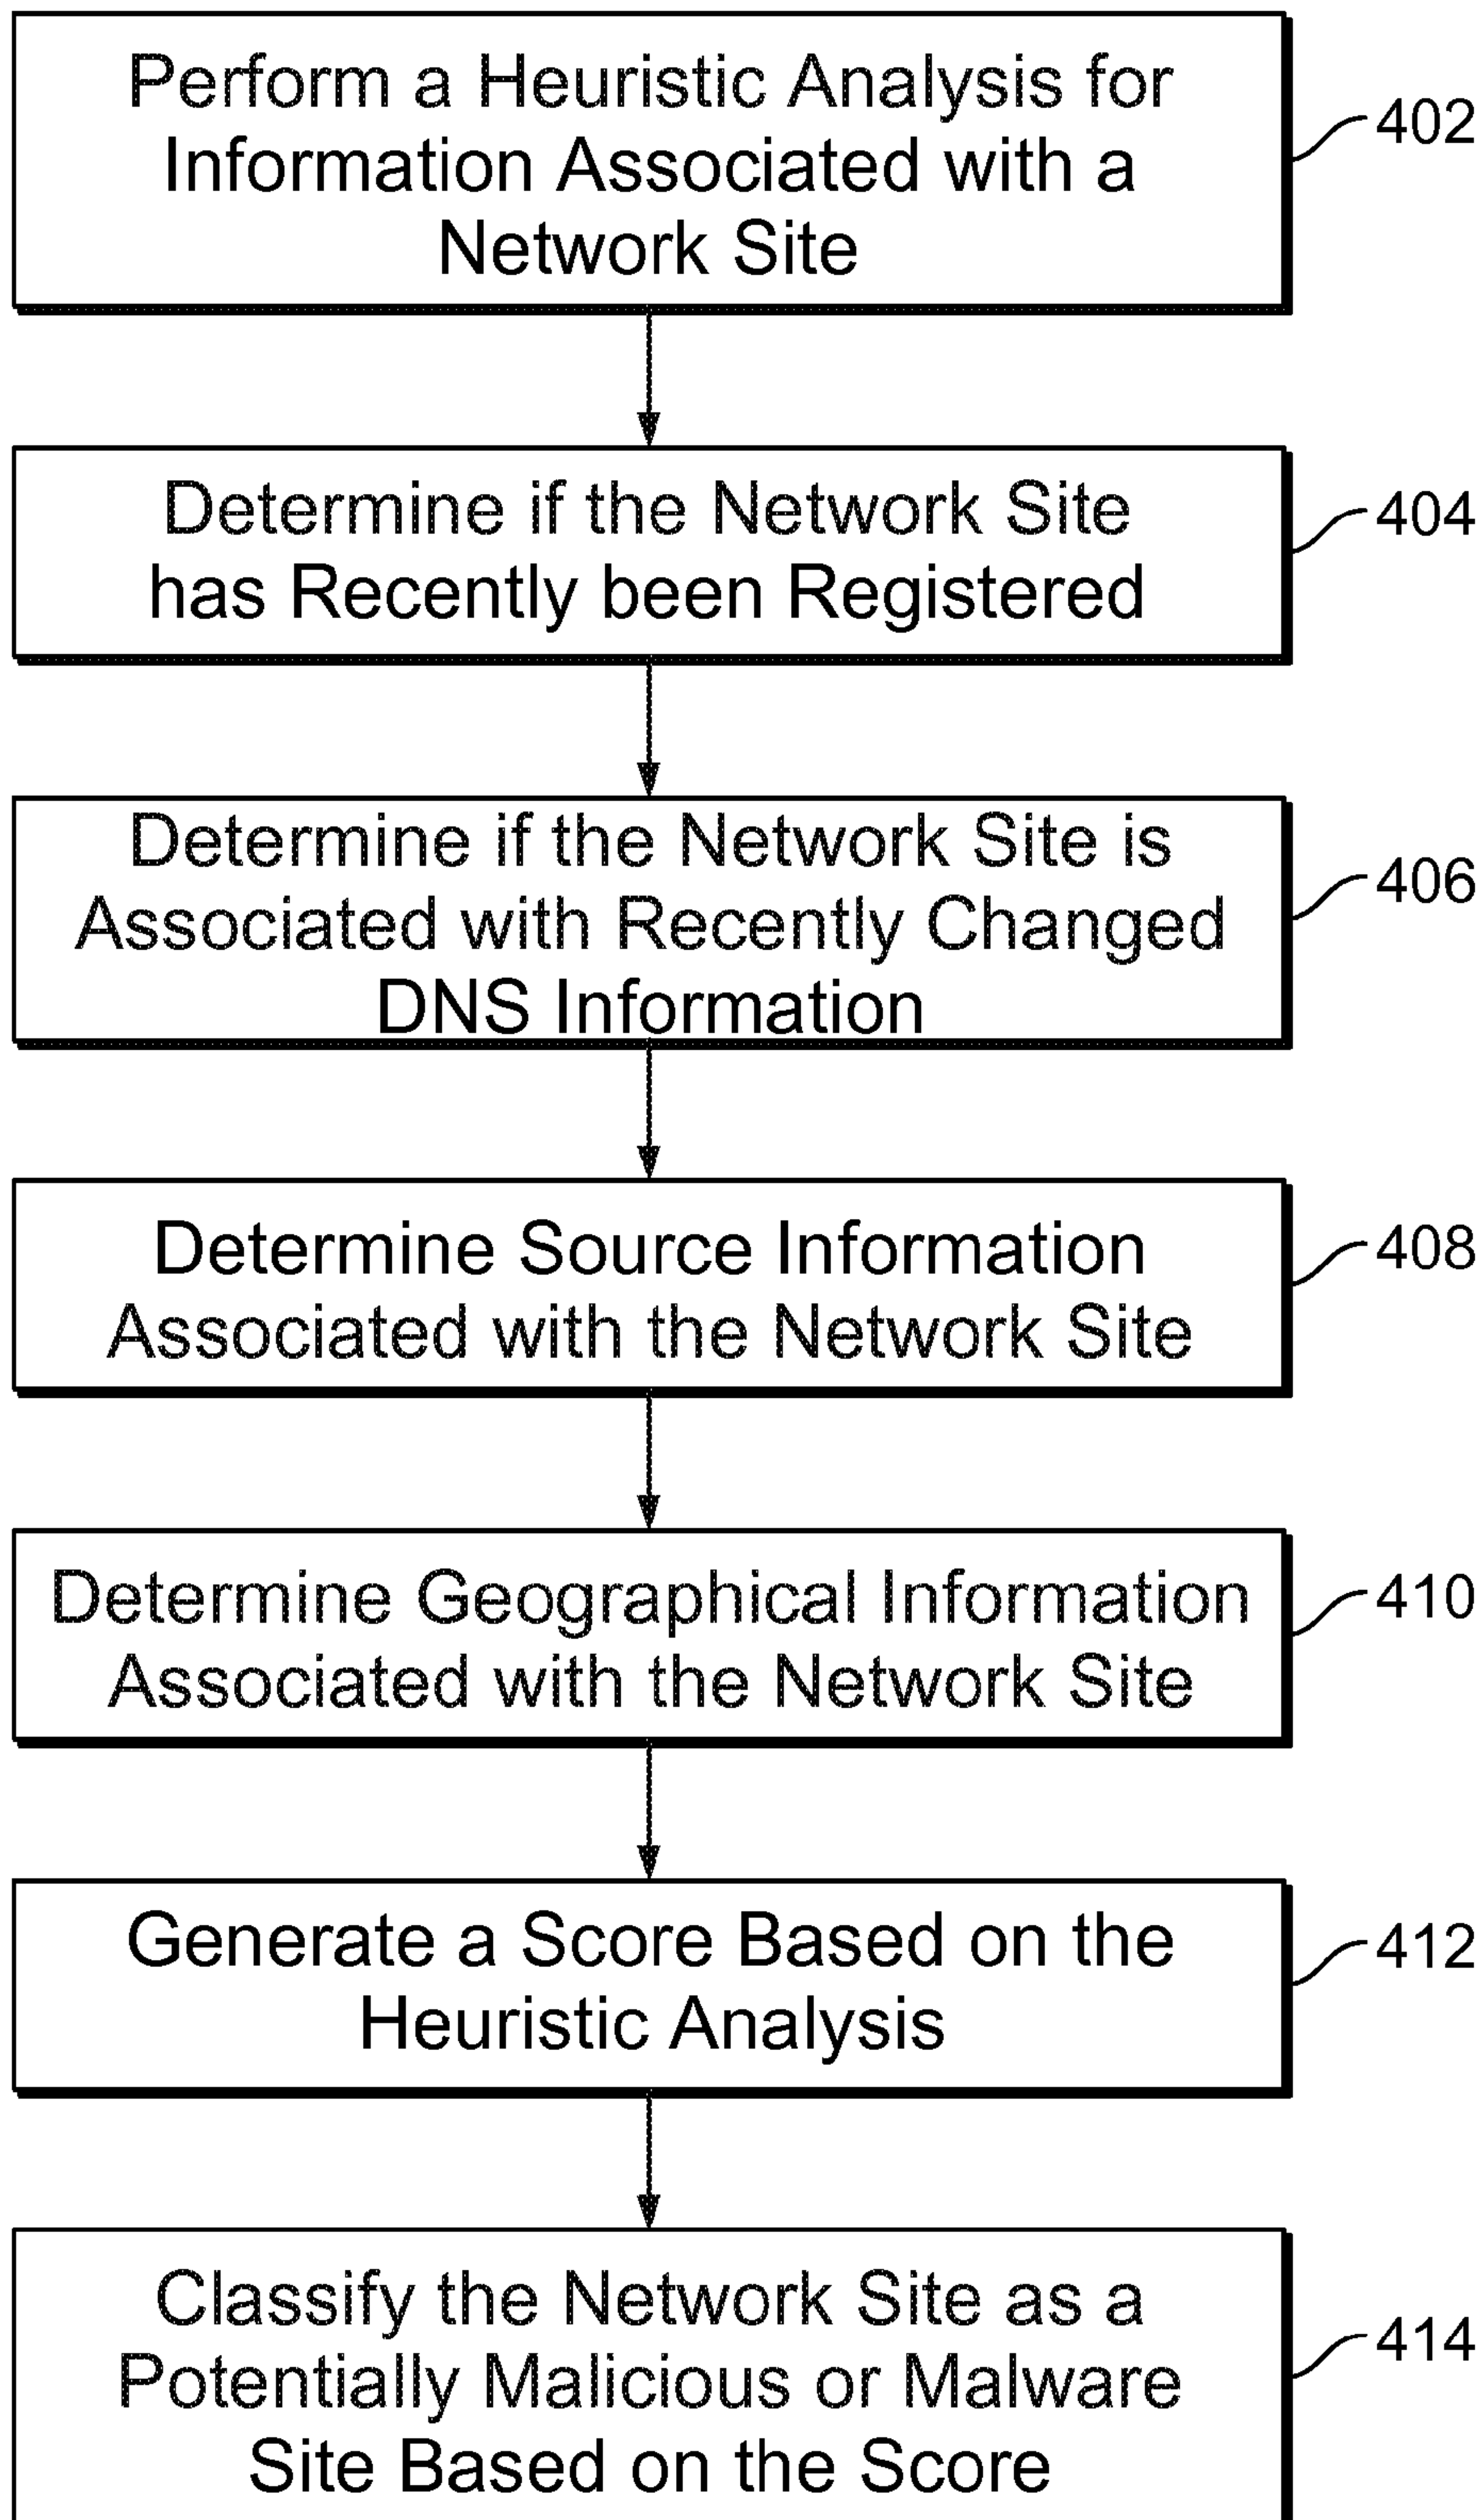 Perform a Heuristic Analysis for
Information Associated with a
Network Site
402
Determine if the Network Site
has Recently been Registered
404
Determine if the Network Site is
Associated with Recently Changed
DNS Information
406
Determine Source Information
Associated with the Network Site
408
Determine Geographical Information
Associated with the Network Site
410
Generate a Score Based on the
Heuristic Analysis
412
Classify the Network Site as a
Potentially Malicious or Malware
Site Based on the Score
414